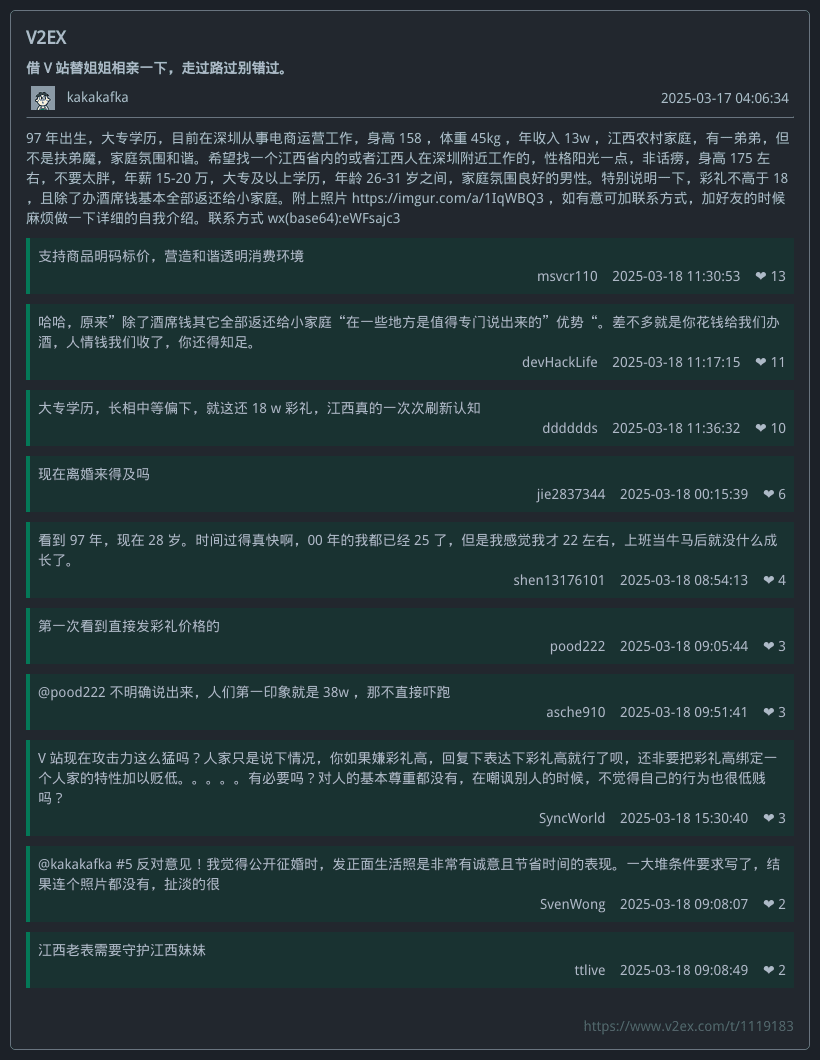 V2EX
借 V 站替姐姐相亲一下，走过路过别错过。
kakakafka 2025-03-17 04:06:34
97 年出生，大专学历，目前在深圳从事电商运营工作，身高 158 ，体重 45kg ，年收入 13w ，江西农村家庭，有一弟弟，但
不是扶弟魔，家庭氛围和谐。希望找一个江西省内的或者江西人在深圳附近工作的，性格阳光一点，非话痨，身高 175 左
右，不要太胖，年薪 15-20 万，大专及以上学历，年龄 26-31 岁之间，家庭氛围良好的男性。特别说明一下，彩礼不高于 18
，且除了办酒席钱基本全部返还给小家庭。附上照片 https://imgur.com/a/1IqWBQ3 ，如有意可加联系方式，加好友的时候
麻烦做一下详细的自我介绍。联系方式 wx(base64):eWFsajc3
支持商品明码标价，营造和谐透明消费环境
msvcr110 2025-03-18 11:30:53 ❤ 13
哈哈，原来”除了酒席钱其它全部返还给小家庭“在一些地方是值得专门说出来的”优势“。差不多就是你花钱给我们办
酒，人情钱我们收了，你还得知足。
devHackLife 2025-03-18 11:17:15 ❤ 11
大专学历，长相中等偏下，就这还 18 w 彩礼，江西真的一次次刷新认知
dddddds 2025-03-18 11:36:32 ❤ 10
现在离婚来得及吗
jie2837344 2025-03-18 00:15:39 ❤ 6
看到 97 年，现在 28 岁。时间过得真快啊，00 年的我都已经 25 了，但是我感觉我才 22 左右，上班当牛马后就没什么成
长了。
shen13176101 2025-03-18 08:54:13 ❤ 4
第一次看到直接发彩礼价格的
pood222 2025-03-18 09:05:44 ❤ 3
@pood222 不明确说出来，人们第一印象就是 38w ，那不直接吓跑
asche910 2025-03-18 09:51:41 ❤ 3
V 站现在攻击力这么猛吗？人家只是说下情况，你如果嫌彩礼高，回复下表达下彩礼高就行了呗，还非要把彩礼高绑定一
个人家的特性加以贬低。。。。。有必要吗？对人的基本尊重都没有，在嘲讽别人的时候，不觉得自己的行为也很低贱
吗？
SyncWorld 2025-03-18 15:30:40 ❤ 3
@kakakafka #5 反对意见！我觉得公开征婚时，发正面生活照是非常有诚意且节省时间的表现。一大堆条件要求写了，结
果连个照片都没有，扯淡的很
SvenWong 2025-03-18 09:08:07 ❤ 2
江西老表需要守护江西妹妹
ttlive 2025-03-18 09:08:49 ❤ 2
https://www.v2ex.com/t/1119183